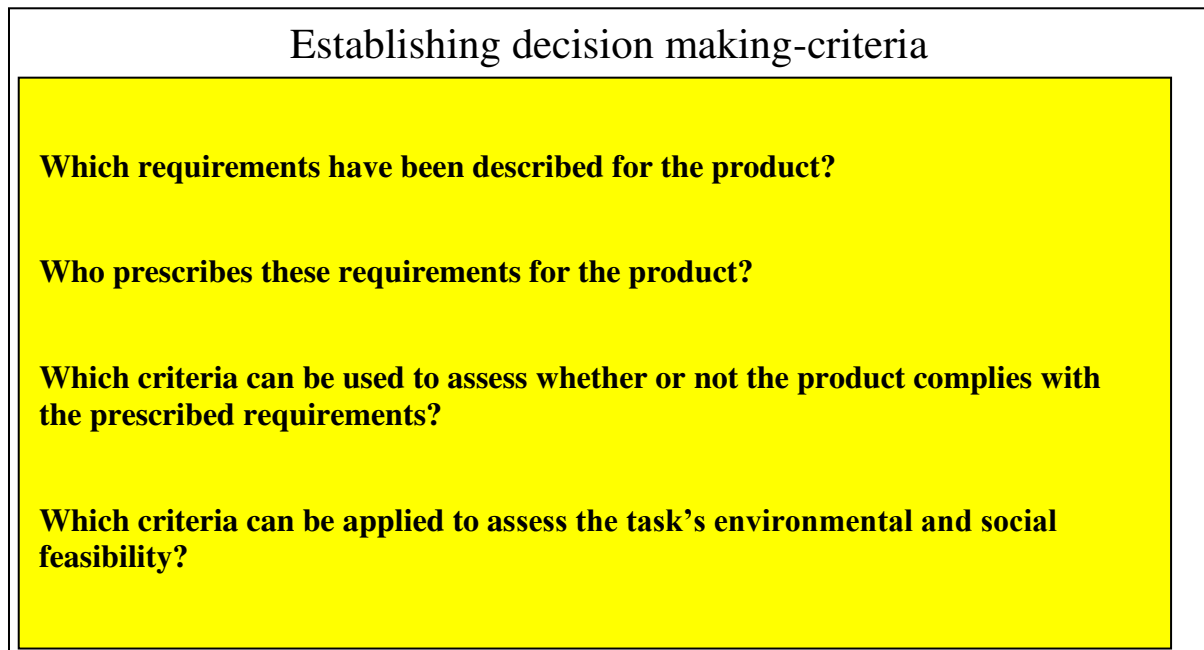 Establishing decision making-criteria
Which requirements have been described for the product?
Who prescribes these requirements for the product?
Which criteria can be used to assess whether or not the product complies with
the prescribed requirements?
Which criteria can be applied to assess the task’s environmental and social
feasibility?